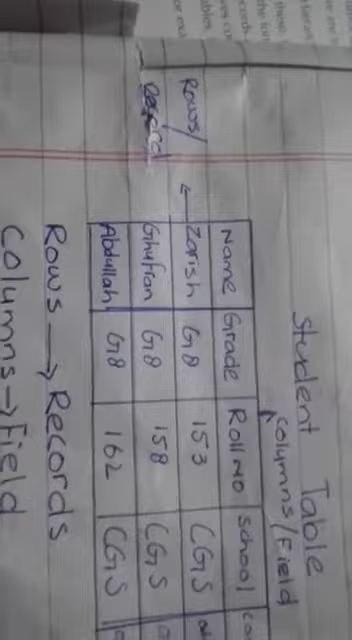 Student Table
columns/Field
Name Grade Roll No School
Rows/ Zarish G8 153 CGS
Record Ghufran G8 158 CGS
Abdullah G8 162 CGS
Rows → Records
Columns → Field